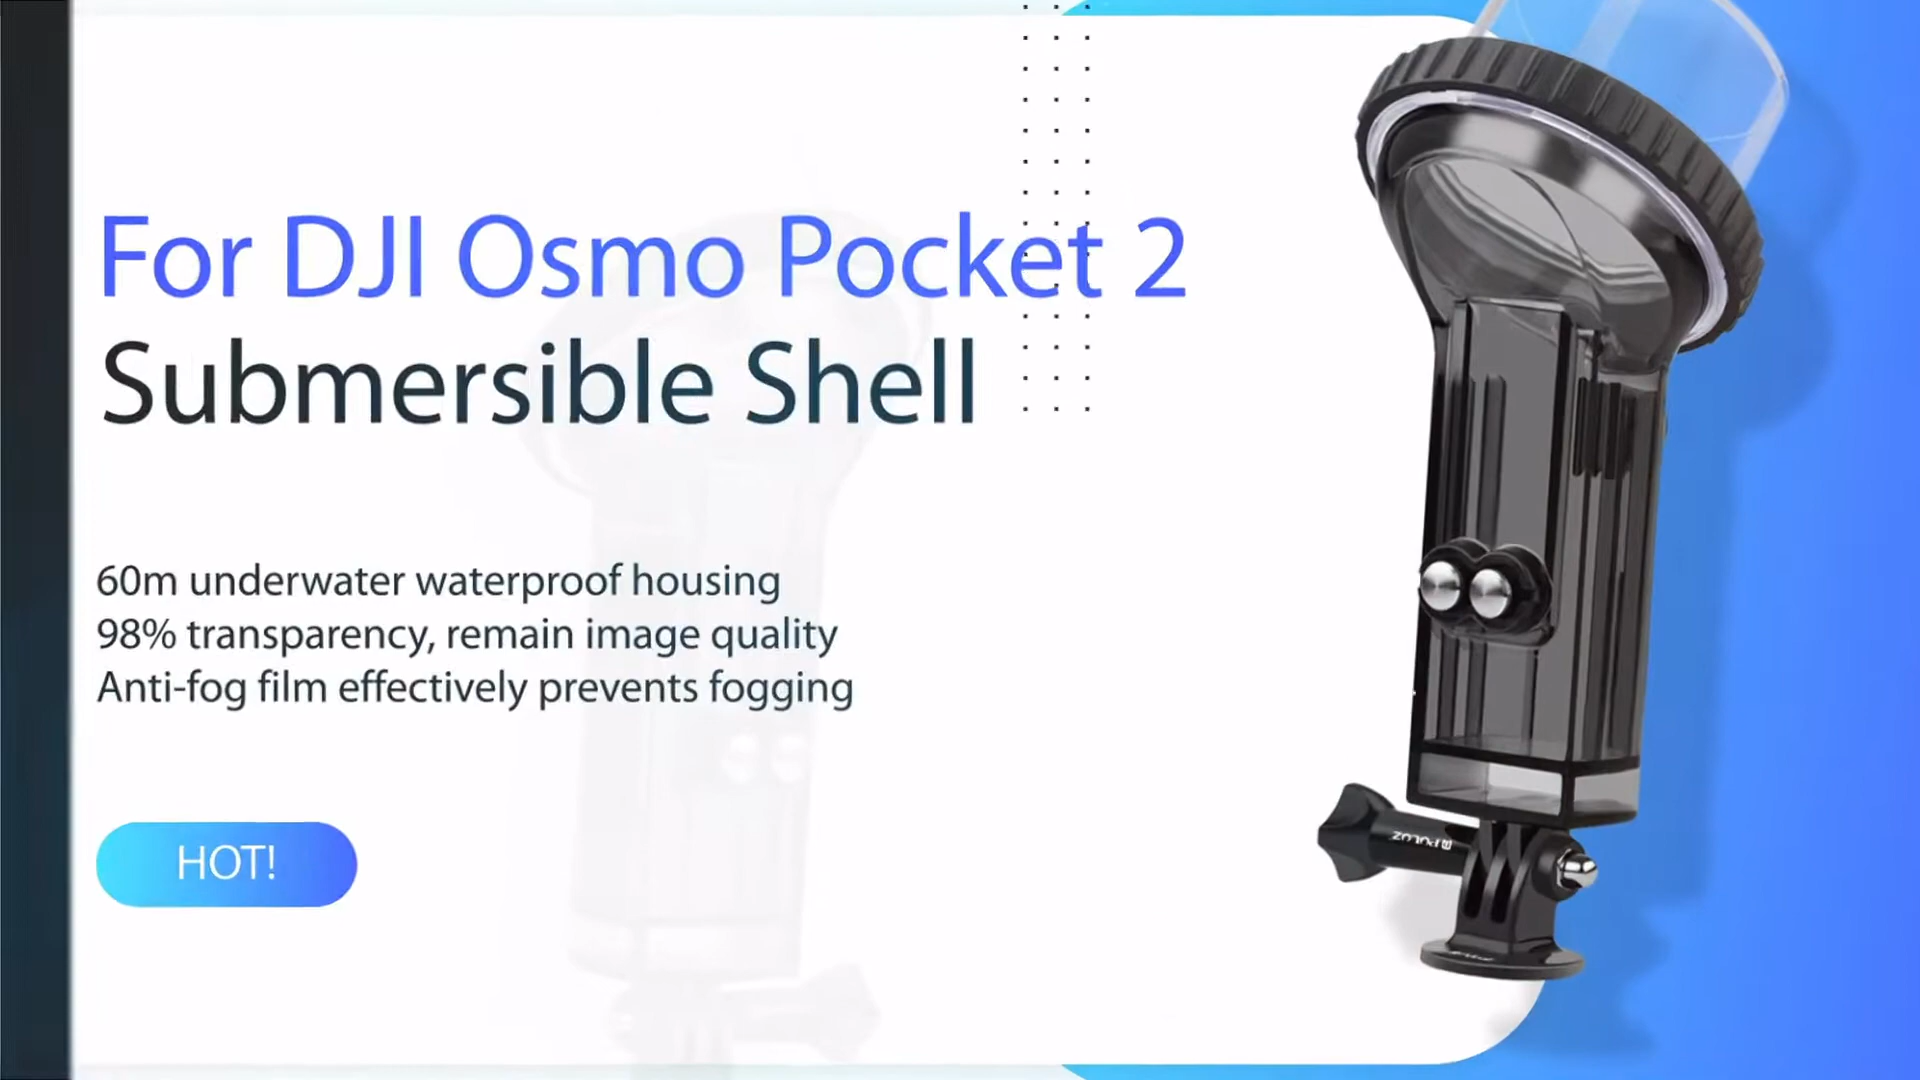 For DJI Osmo Pocket 2
Submersible Shell
60m underwater waterproof housing
98% transparency, remain image quality
Anti-fog film effectively prevents fogging
HOT!
PULUZ